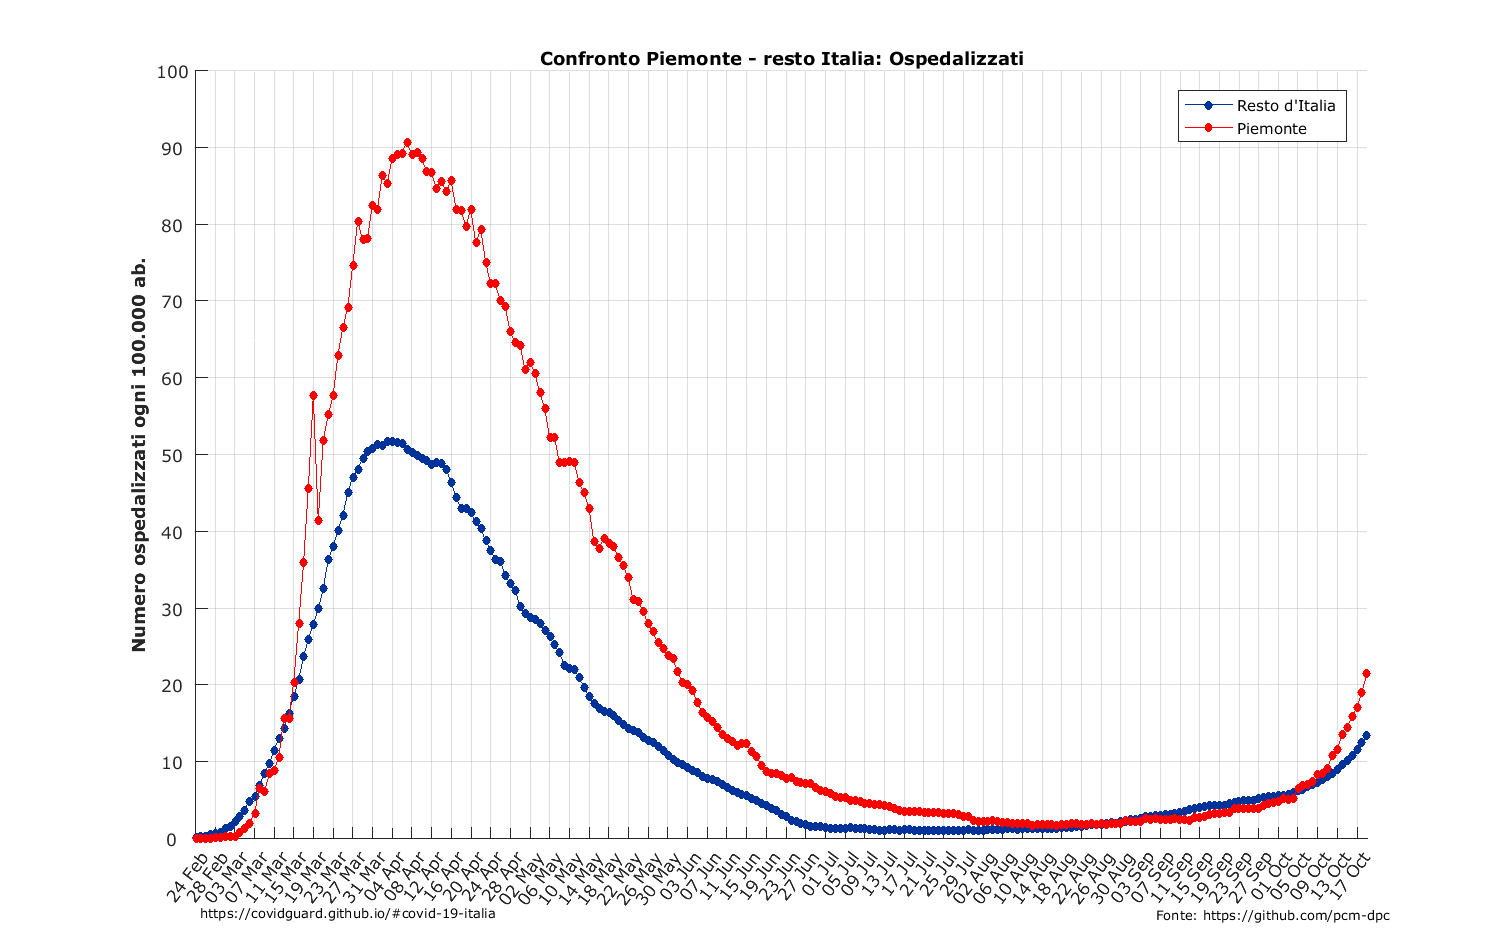 Confronto Piemonte - resto Italia: Ospedalizzati
Resto d'Italia
Piemonte
Numero ospedalizzati ogni 100.000 ab.
100
90
80
70
60
50
40
30
20
10
0
24 Feb
28 Feb
03 Mar
07 Mar
11 Mar
15 Mar
19 Mar
23 Mar
27 Mar
31 Mar
04 Apr
08 Apr
12 Apr
16 Apr
20 Apr
24 Apr
28 Apr
02 May
06 May
10 May
14 May
18 May
22 May
26 May
30 May
03 Jun
07 Jun
11 Jun
15 Jun
19 Jun
23 Jun
27 Jun
01 Jul
05 Jul
09 Jul
13 Jul
17 Jul
21 Jul
25 Jul
29 Jul
02 Aug
06 Aug
10 Aug
14 Aug
18 Aug
22 Aug
26 Aug
30 Aug
03 Sep
07 Sep
11 Sep
15 Sep
19 Sep
23 Sep
27 Sep
01 Oct
05 Oct
09 Oct
13 Oct
17 Oct
https://covidguard.github.io/#covid-19-italia
Fonte: https://github.com/pcm-dpc